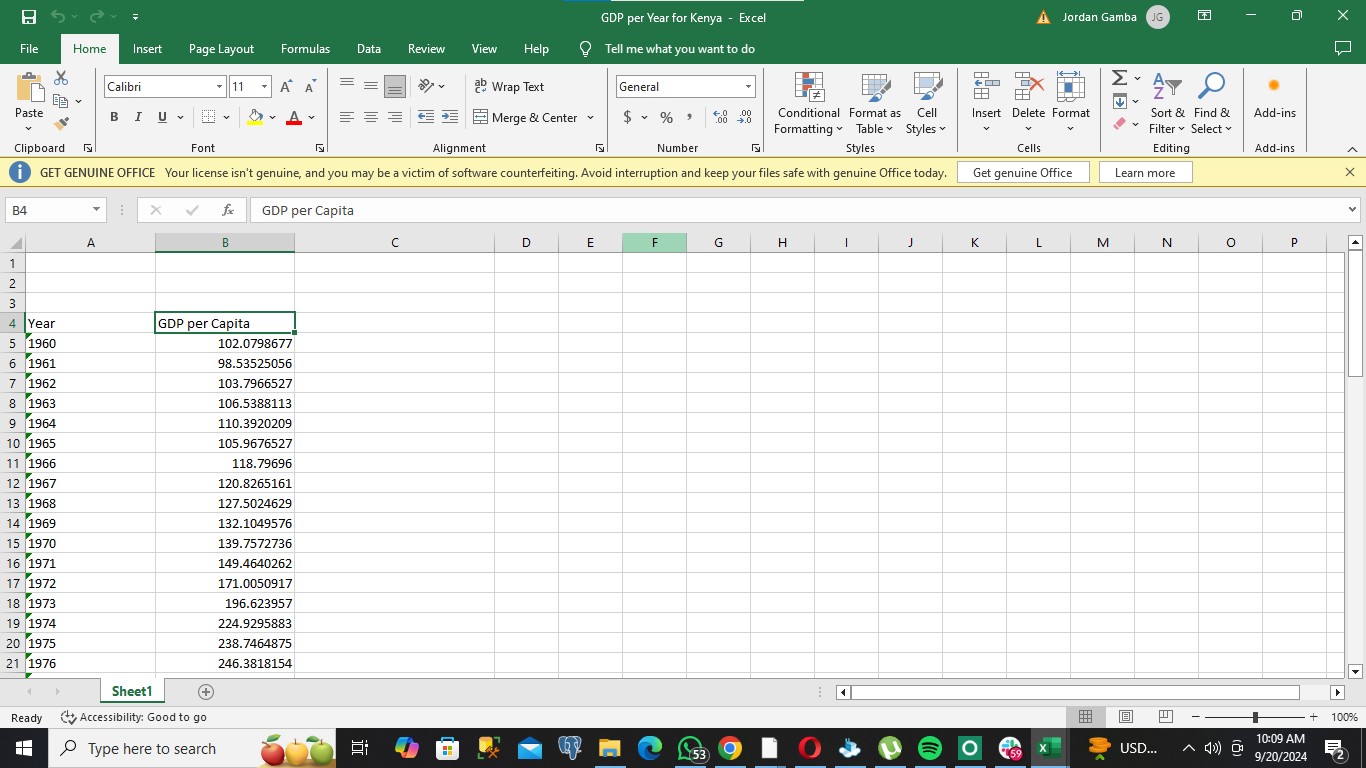 GDP per Year for Kenya - Excel
Jordan Gamba JG
File Home Insert Page Layout Formulas Data Review View Help Tell me what you want to do
Paste
Clipboard
Calibri 11 A A
B I U A
Font
ab Wrap Text
Merge & Center
Alignment
General
$ % ,
Number
Conditional Formatting
Format as Table
Cell Styles
Styles
Insert Delete Format
Cells
Sort & Filter
Find & Select
Editing
Add-ins
Add-ins
GET GENUINE OFFICE Your license isn't genuine, and you may be a victim of software counterfeiting. Avoid interruption and keep your files safe with genuine Office today. Get genuine Office Learn more
B4 fx GDP per Capita
A B C D E F G H I J K L M N O P
1
2
3
4 Year GDP per Capita
5 1960 102.0798677
6 1961 98.53525056
7 1962 103.7966527
8 1963 106.5388113
9 1964 110.3920209
10 1965 105.9676527
11 1966 118.79696
12 1967 120.8265161
13 1968 127.5024629
14 1969 132.1049576
15 1970 139.7572736
16 1971 149.4640262
17 1972 171.0050917
18 1973 196.623957
19 1974 224.9295883
20 1975 238.7464875
21 1976 246.3818154
Sheet1
Ready Accessibility: Good to go 100%
Type here to search 53 59 USD... 10:09 AM
9/20/2024 2